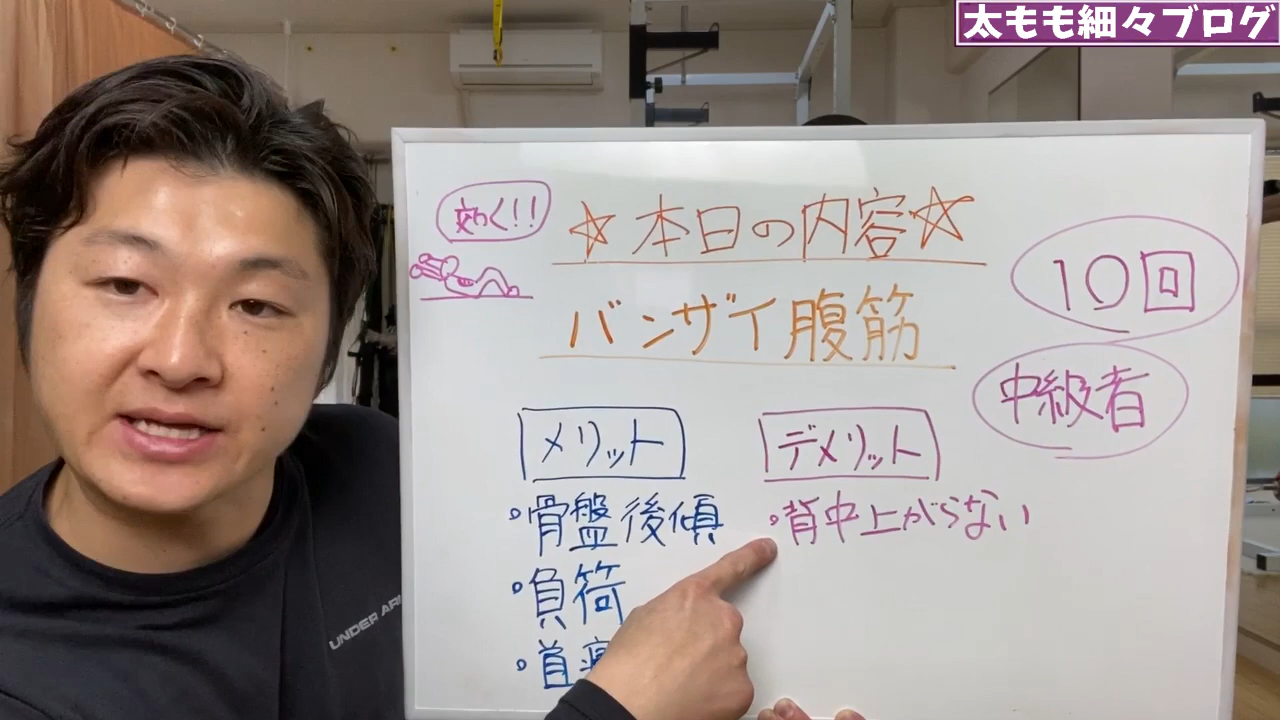 太もも細々ブログ
効く!!
☆本日の内容☆
バンザイ腹筋
10回
中級者
メリット
・骨盤後傾
・負荷
・首
デメリット
・背中上がらない
UNDER AR